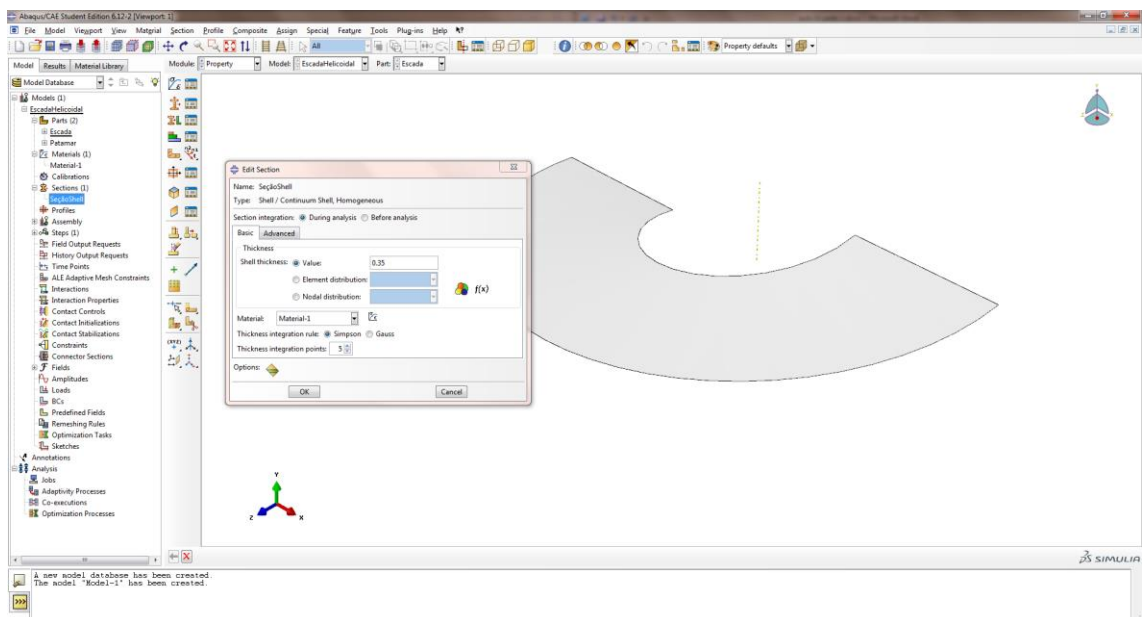 Abaqus/CAE Student Edition 6.12-2 [Viewport: 1]
File Model Viewport View Material Section Profile Composite Assign Special Feature Tools Plug-ins Help
All
Property defaults
Model Results Material Library
Module: Property Model: EscadaHelicoidal Part: Escada
Model Database
Models (1)
EscadaHelicoidal
Parts (2)
Escada
Patamar
Materials (1)
Material-1
Calibrations
Sections (1)
SeçãoShell
Profiles
Assembly
Steps (1)
Field Output Requests
History Output Requests
Time Points
ALE Adaptive Mesh Constraints
Interactions
Interaction Properties
Contact Controls
Contact Initializations
Contact Stabilizations
Constraints
Connector Sections
Fields
Amplitudes
Loads
BCs
Predefined Fields
Remeshing Rules
Optimization Tasks
Sketches
Annotations
Analysis
Jobs
Adaptivity Processes
Co-executions
Optimization Processes
Edit Section
Name: SeçãoShell
Type: Shell / Continuum Shell, Homogeneous
Section integration: During analysis Before analysis
Basic Advanced
Thickness
Shell thickness: Value: 0.35
Element distribution:
Nodal distribution:
f(x)
Material: Material-1
Thickness integration rule: Simpson Gauss
Thickness integration points: 5
Options:
OK Cancel
Y
Z X
SIMULIA
A new model database has been created.
The model "Model-1" has been created.
>>>